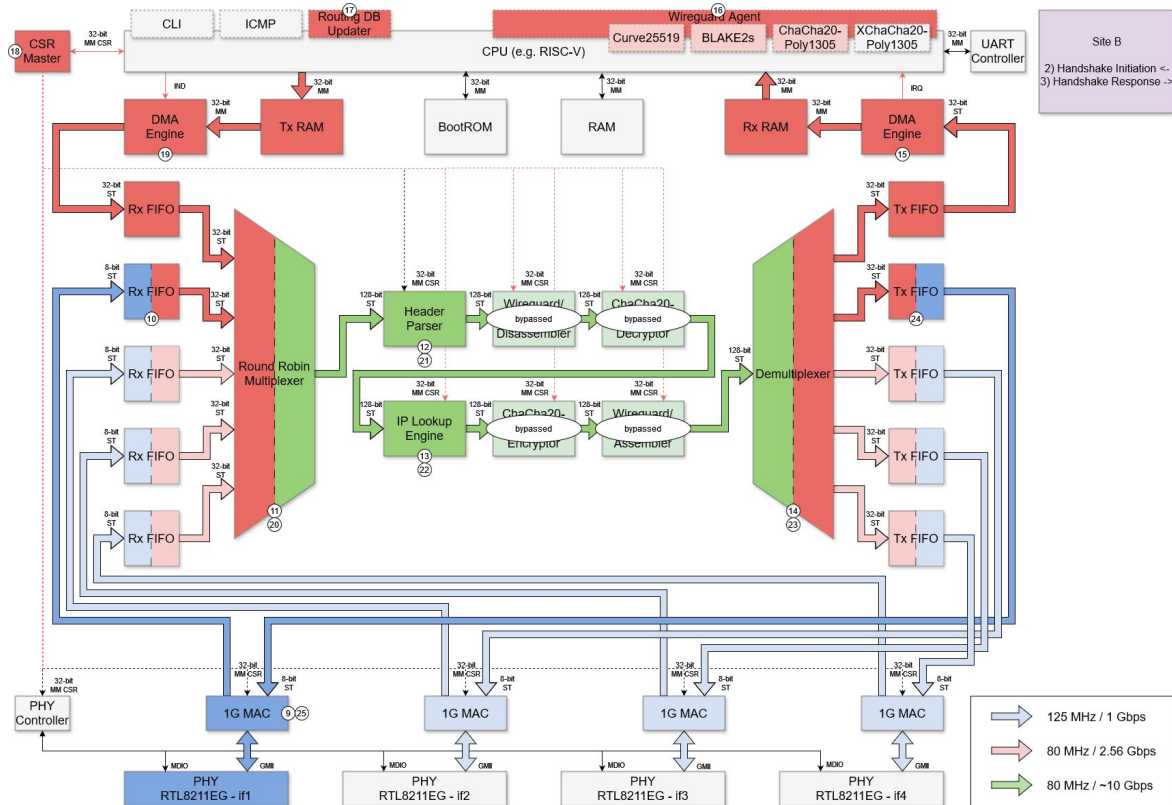 CLI
ICMP
17
Routing DB
Updater
16
Wireguard Agent
Curve25519
BLAKE2s
ChaCha20-
Poly1305
XChaCha20-
Poly1305
18
CSR
Master
32-bit
MM CSR
CPU (e.g. RISC-V)
32-bit
MM
UART
Controller
Site B
2) Handshake Initiation <-
3) Handshake Response ->
IND
32-bit
MM
32-bit
MM
32-bit
MM
32-bit
MM
IRQ
DMA
Engine
19
32-bit
MM
Tx RAM
BootROM
RAM
Rx RAM
32-bit
MM
DMA
Engine
15
32-bit
ST
32-bit
ST
Rx FIFO
32-bit
ST
8-bit
ST
Rx FIFO
10
32-bit
ST
8-bit
ST
Rx FIFO
32-bit
ST
8-bit
ST
Rx FIFO
32-bit
ST
8-bit
ST
Rx FIFO
32-bit
ST
Round Robin
Multiplexer
11
20
32-bit
MM CSR
32-bit
MM CSR
32-bit
MM CSR
128-bit
ST
Header
Parser
12
21
128-bit
ST
Wireguard/
bypassed
Disassembler
128-bit
ST
ChaCha20-
bypassed
Decryptor
32-bit
MM CSR
32-bit
MM CSR
32-bit
MM CSR
128-bit
ST
IP Lookup
Engine
13
22
128-bit
ST
ChaCha20-
bypassed
Encryptor
128-bit
ST
Wireguard/
bypassed
Assembler
128-bit
ST
Demultiplexer
14
23
32-bit
ST
Tx FIFO
32-bit
ST
Tx FIFO
24
32-bit
ST
Tx FIFO
32-bit
ST
Tx FIFO
32-bit
ST
Tx FIFO
32-bit
MM CSR
PHY
Controller
32-bit
MM CSR
8-bit
ST
1G MAC
9
25
32-bit
MM CSR
8-bit
ST
1G MAC
32-bit
MM CSR
8-bit
ST
1G MAC
32-bit
MM CSR
8-bit
ST
1G MAC
MDIO
GMII
MDIO
GMII
MDIO
GMII
MDIO
GMII
PHY
RTL8211EG - if1
PHY
RTL8211EG - if2
PHY
RTL8211EG - if3
PHY
RTL8211EG - if4
125 MHz / 1 Gbps
80 MHz / 2.56 Gbps
80 MHz / ~10 Gbps